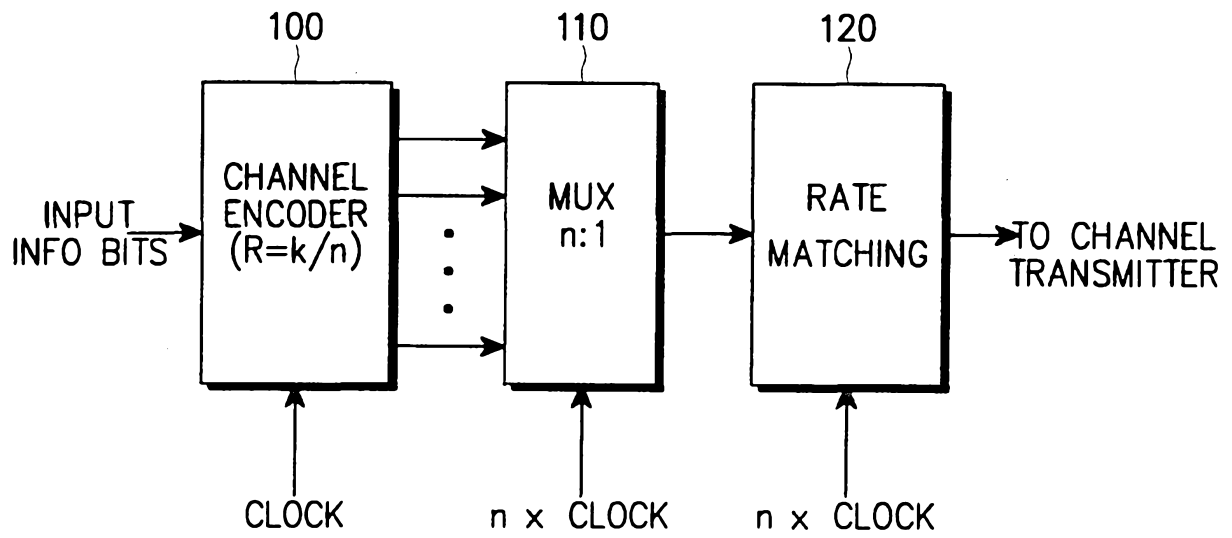 100
110
120
INPUT
INFO BITS
CHANNEL
ENCODER
(R=k/n)
MUX
n:1
RATE
MATCHING
TO CHANNEL
TRANSMITTER
CLOCK
n x CLOCK
n x CLOCK